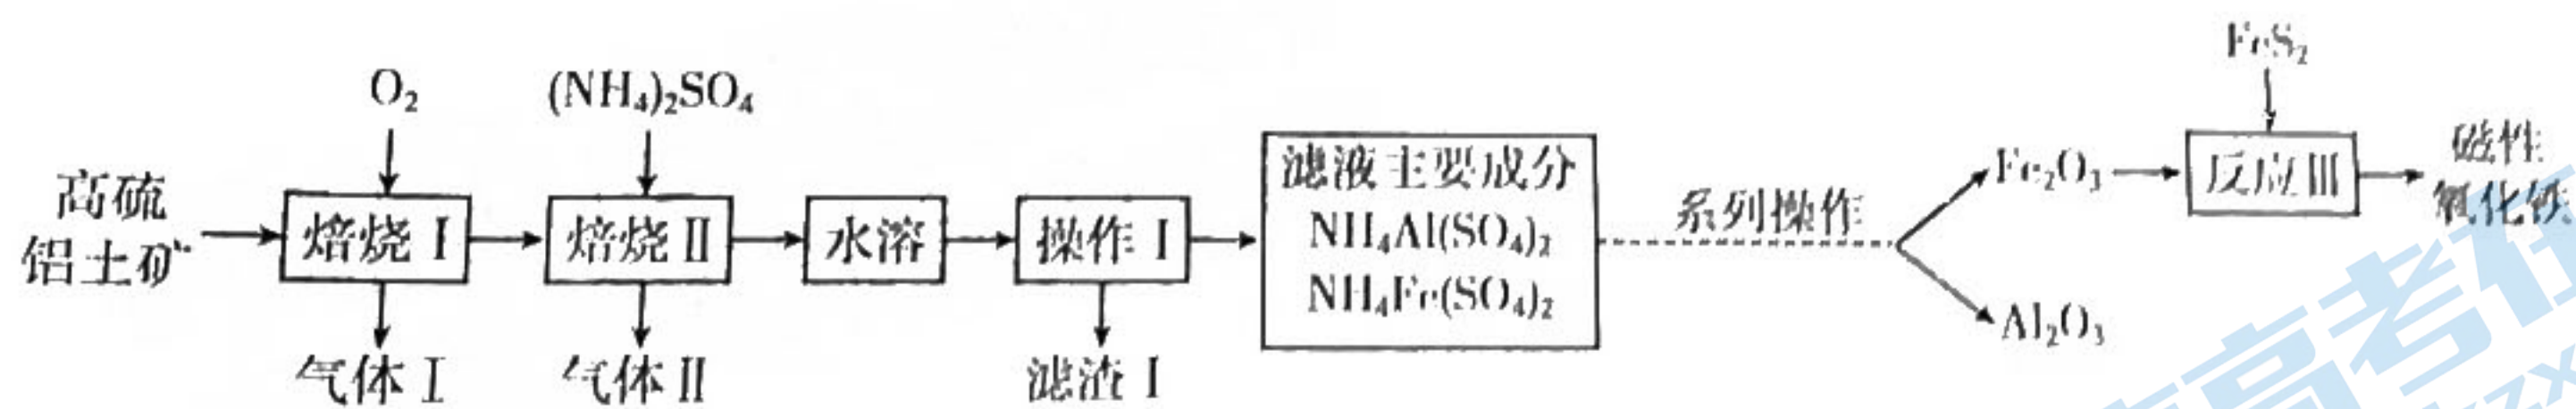 O₂
(NH₄)₂SO₄
FeS₂
高硫
铝土矿
焙烧Ⅰ
焙烧Ⅱ
水溶
操作Ⅰ
滤液主要成分
NH₄Al(SO₄)₂
NH₄Fe(SO₄)₂
系列操作
Fe₂O₃
反应Ⅲ
磁性
氧化铁
Al₂O₃
气体Ⅰ
气体Ⅱ
滤渣Ⅰ
高考